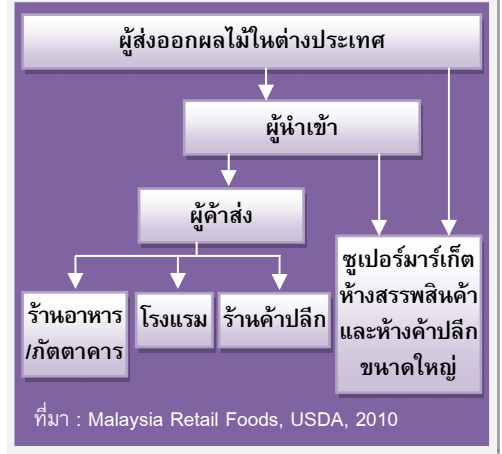 ผู้ส่งออกผลไม้ในต่างประเทศ
ผู้นำเข้า
ผู้ค้าส่ง
ร้านอาหาร
/ภัตตาคาร
โรงแรม
ร้านค้าปลีก
ซูเปอร์มาร์เก็ต
ห้างสรรพสินค้า
และห้างค้าปลีก
ขนาดใหญ่
ที่มา : Malaysia Retail Foods, USDA, 2010